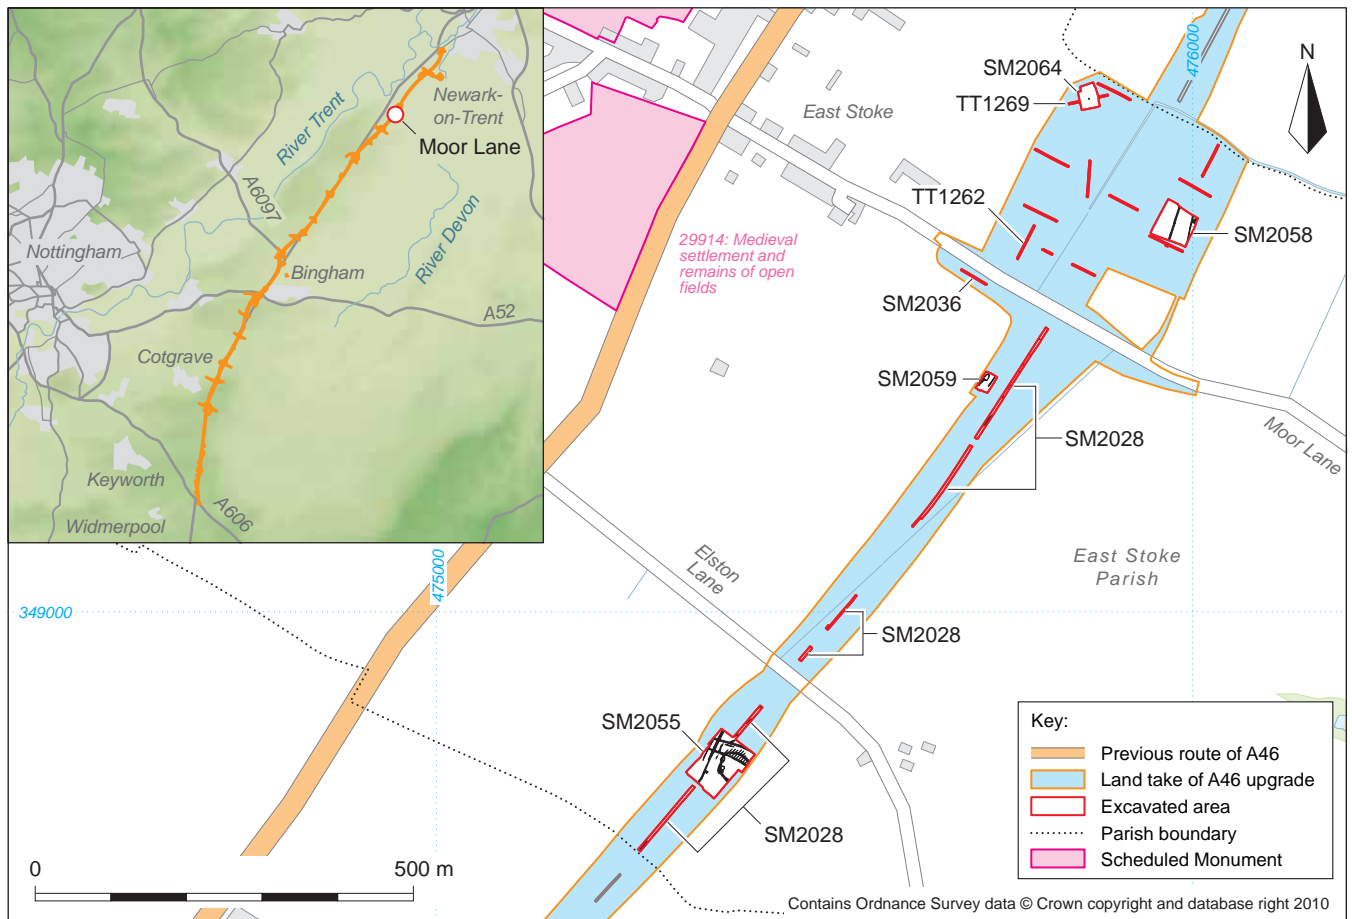 River Trent
Newark-
on-Trent
Moor Lane
A6097
River Devon
Nottingham
Bingham
A52
Cotgrave
Keyworth
A606
Widmerpool
East Stoke
SM2064
TT1269
476000
N
TT1262
SM2058
29914: Medieval
settlement and
remains of open
fields
SM2036
SM2059
SM2028
Moor Lane
Elston
Lane
East Stoke
Parish
475000
349000
SM2028
SM2055
SM2028
Key:
Previous route of A46
Land take of A46 upgrade
Excavated area
Parish boundary
Scheduled Monument
0 500 m
Contains Ordnance Survey data © Crown copyright and database right 2010